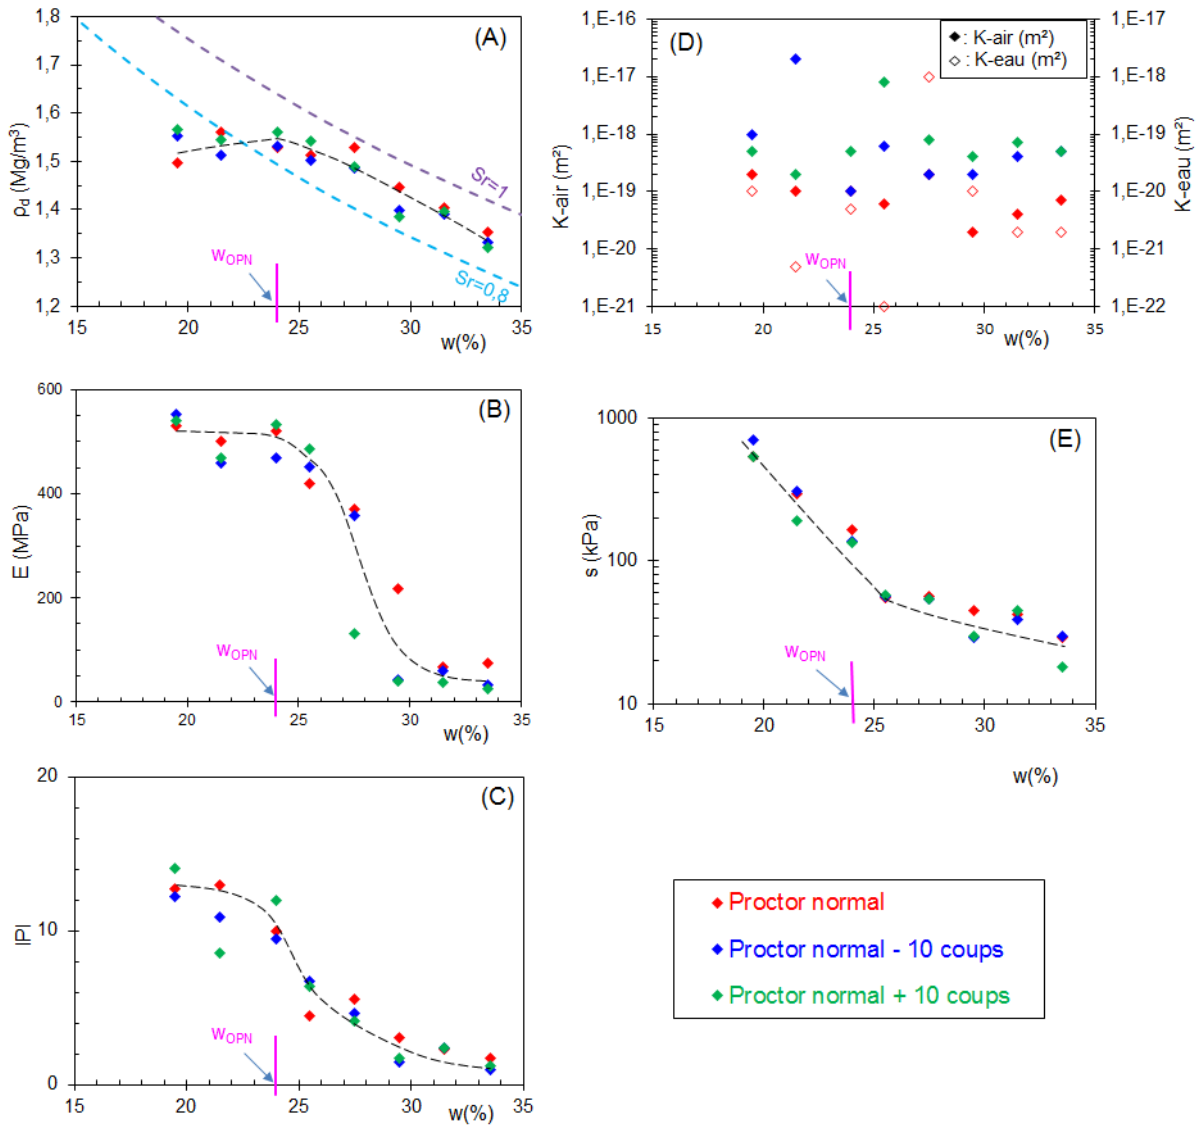 (A)
ρd (Mg/m³)
1,8
1,7
1,6
1,5
1,4
1,3
1,2
Sr=1
Sr=0,8
wOPN
15 20 25 30 35
w(%)
(D)
◆: K-air (m²)
◇: K-eau (m²)
K-air (m²)
1,E-16
1,E-17
1,E-18
1,E-19
1,E-20
1,E-21
K-eau (m²)
1,E-17
1,E-18
1,E-19
1,E-20
1,E-21
1,E-22
wOPN
15 20 25 30 35
w(%)
(B)
E (MPa)
600
400
200
0
wOPN
15 20 25 30 35
w(%)
(E)
s (kPa)
1000
100
10
wOPN
15 20 25 30 35
w(%)
(C)
IPI
20
10
0
wOPN
15 20 25 30 35
w(%)
Proctor normal
Proctor normal - 10 coups
Proctor normal + 10 coups